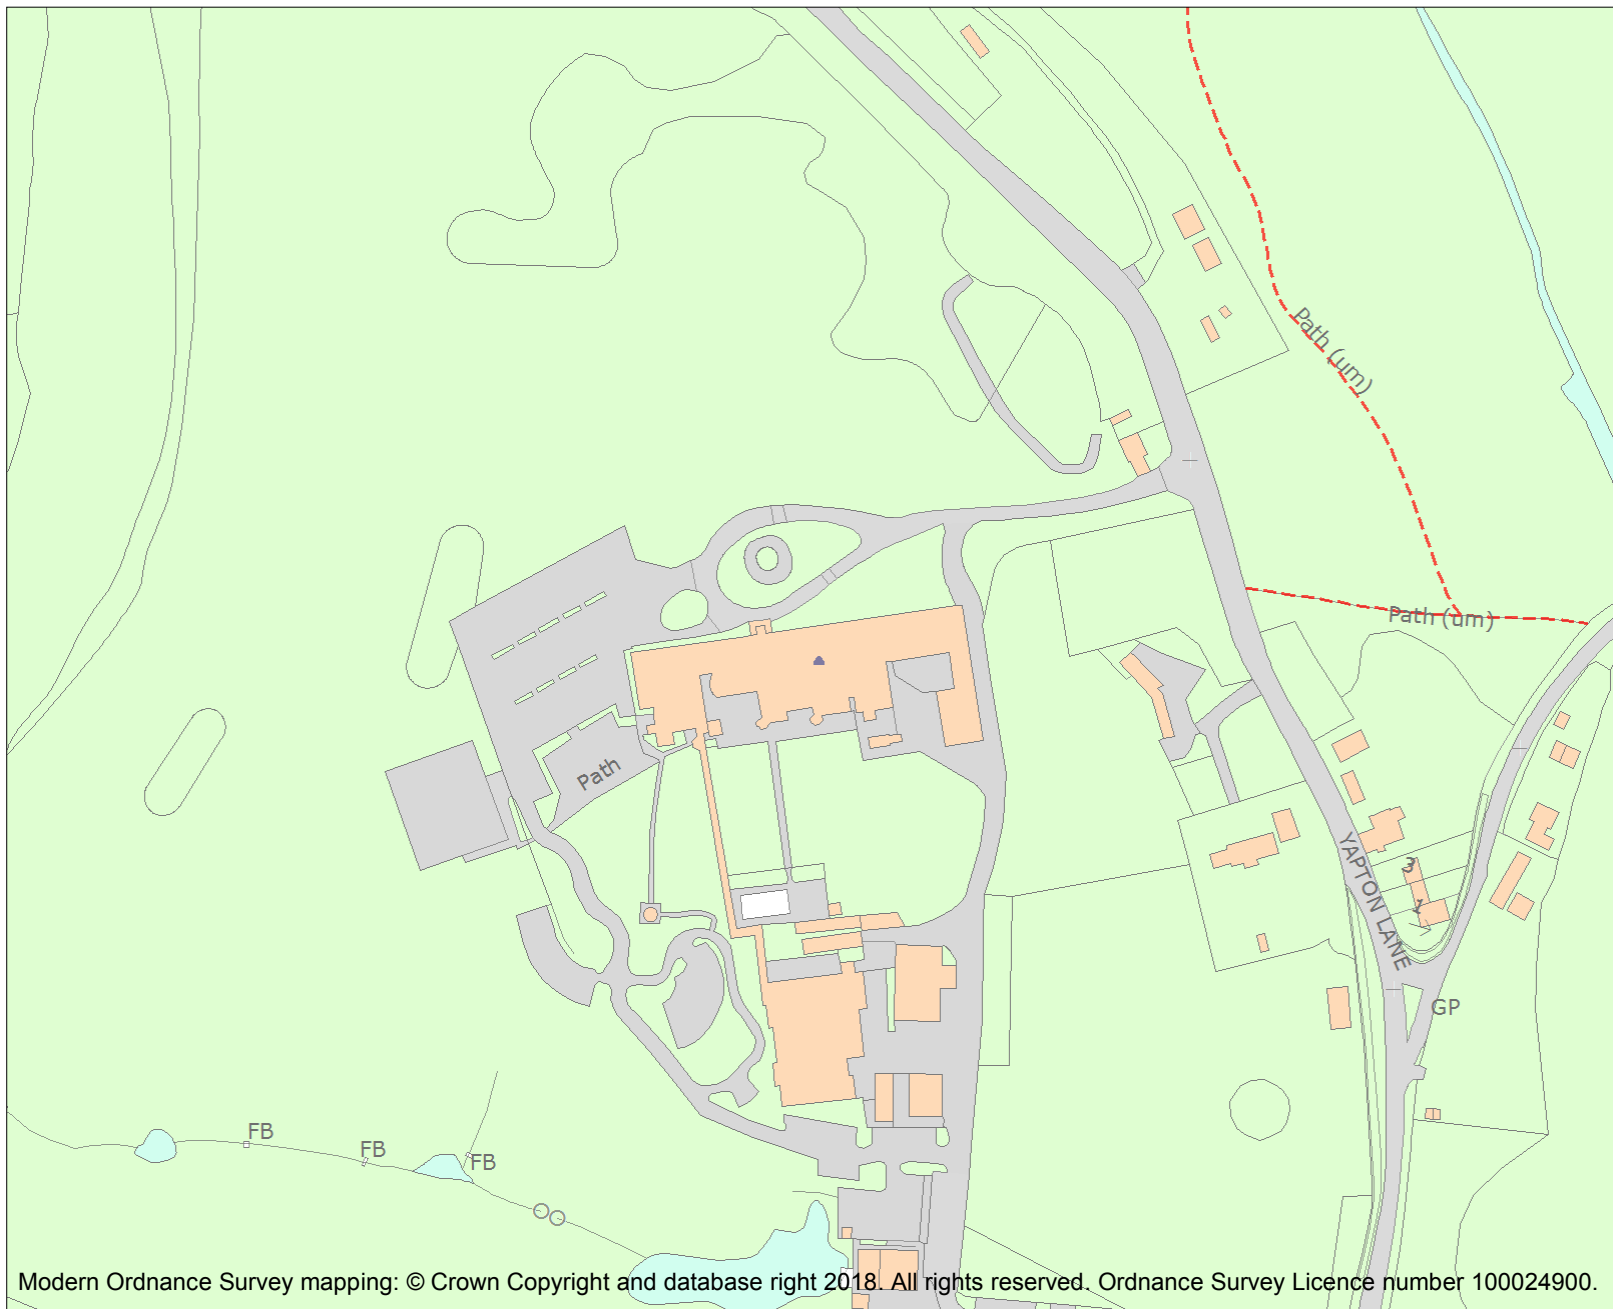 Path (um)
Path (um)
Path
YAPTON LANE
3
1
GP
FB
FB
FB
Modern Ordnance Survey mapping: © Crown Copyright and database right 2018. All rights reserved. Ordnance Survey Licence number 100024900.